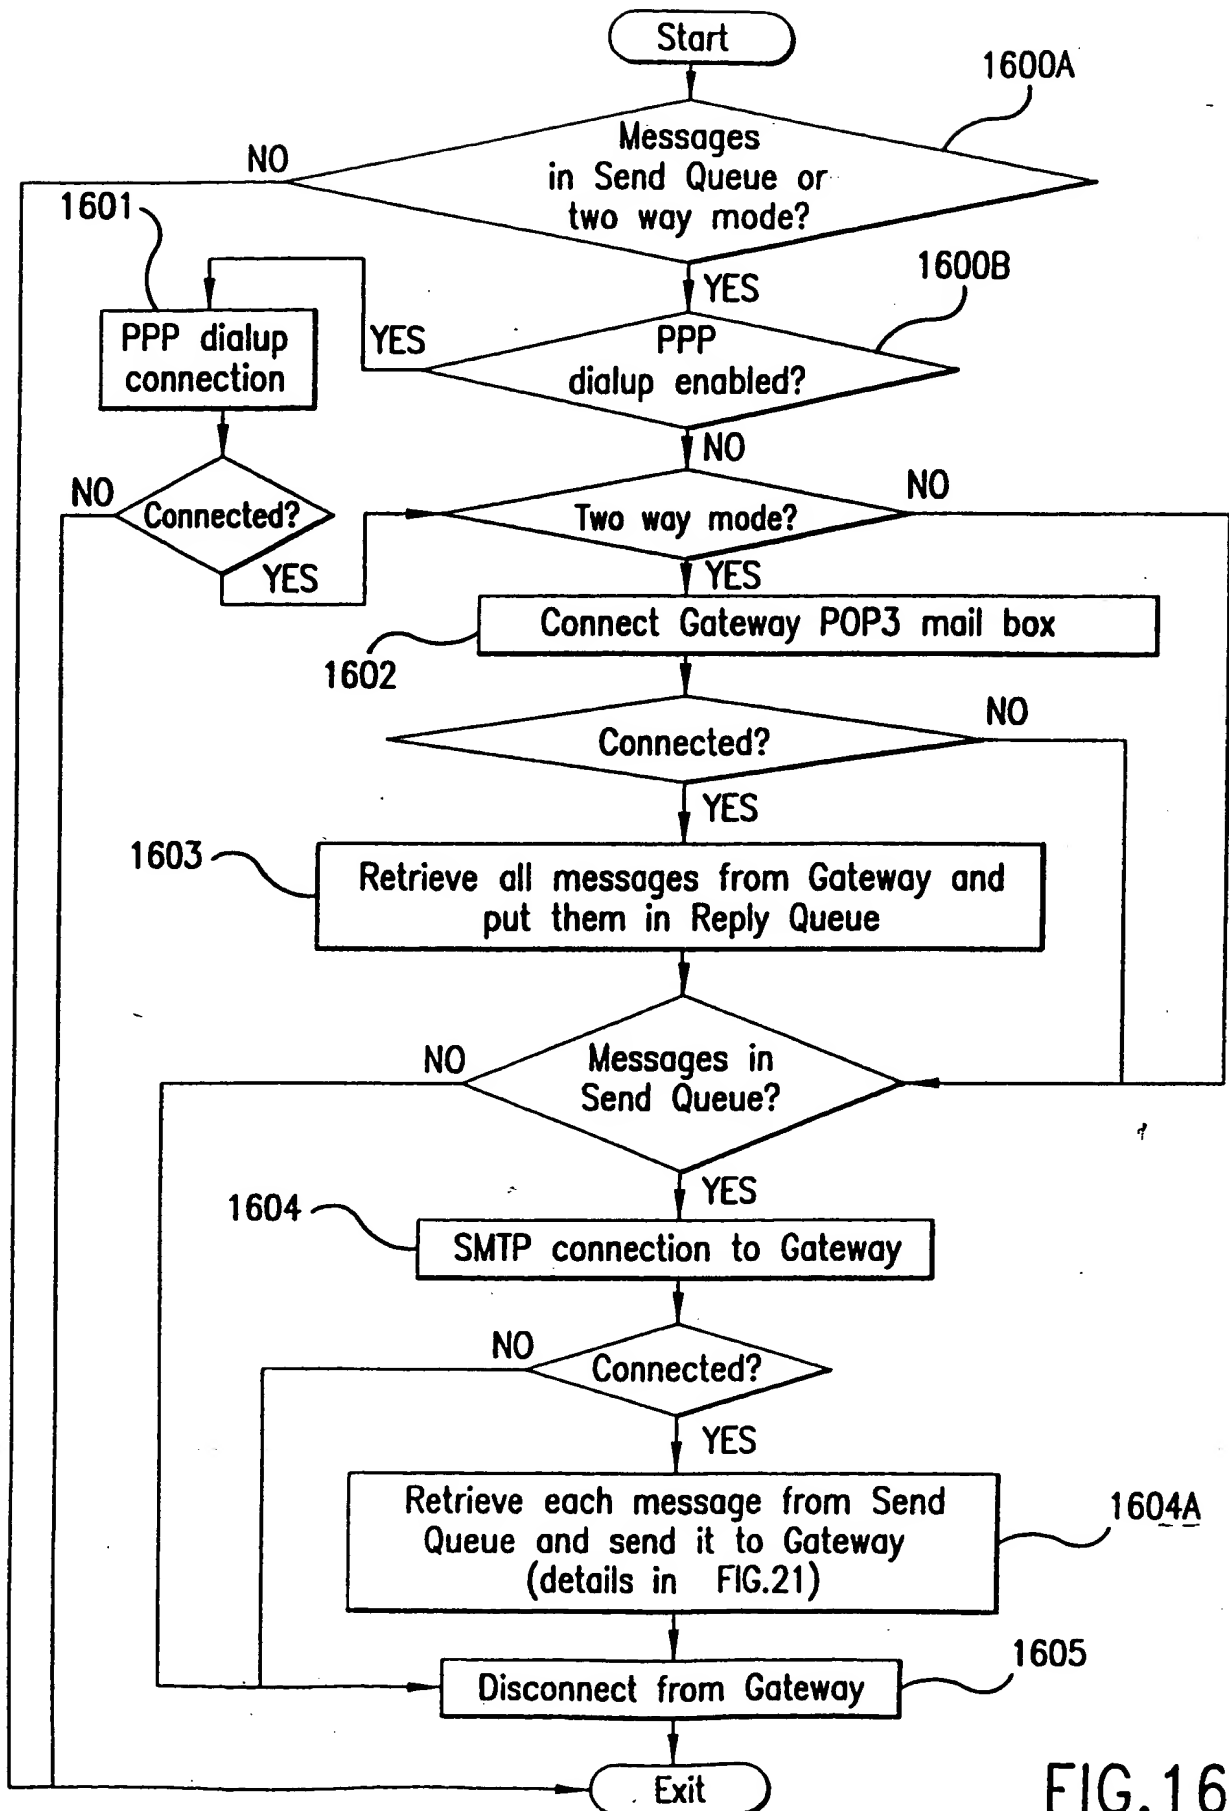 Start
1600A
Messages
in Send Queue or
two way mode?
NO
1601
YES
1600B
PPP dialup
connection
YES
PPP
dialup enabled?
NO
NO
Connected?
YES
Two way mode?
NO
YES
Connect Gateway POP3 mail box
1602
Connected?
NO
YES
1603
Retrieve all messages from Gateway and
put them in Reply Queue
NO
Messages in
Send Queue?
YES
1604
SMTP connection to Gateway
NO
Connected?
YES
Retrieve each message from Send
Queue and send it to Gateway
(details in FIG.21)
1604A
1605
Disconnect from Gateway
Exit
FIG.16